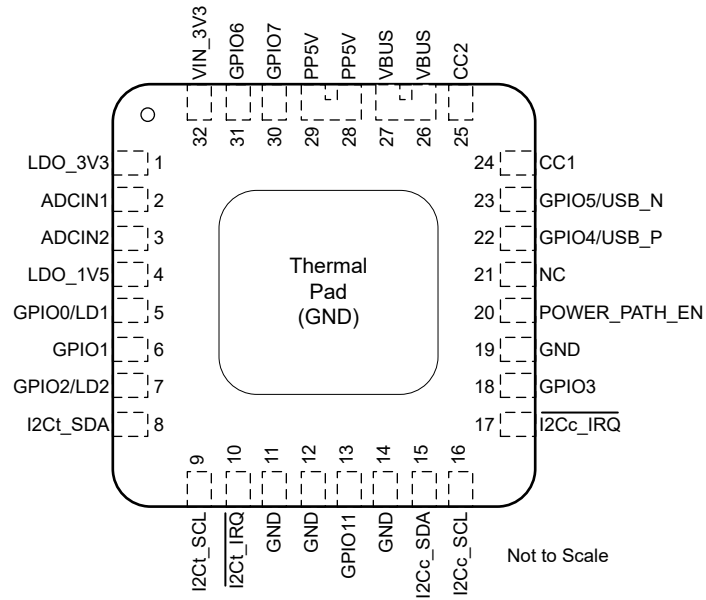 VIN_3V3
GPIO6
GPIO7
PP5V
PP5V
VBUS
VBUS
CC2
32
31
30
29
28
27
26
25
LDO_3V3 1
ADCIN1 2
ADCIN2 3
LDO_1V5 4
GPIO0/LD1 5
GPIO1 6
GPIO2/LD2 7
I2Ct_SDA 8
Thermal
Pad
(GND)
24 CC1
23 GPIO5/USB_N
22 GPIO4/USB_P
21 NC
20 POWER_PATH_EN
19 GND
18 GPIO3
17 I2Cc_IRQ
9
10
11
12
13
14
15
16
I2Ct_SCL
I2Ct_IRQ
GND
GND
GPIO11
GND
I2Cc_SDA
I2Cc_SCL
Not to Scale